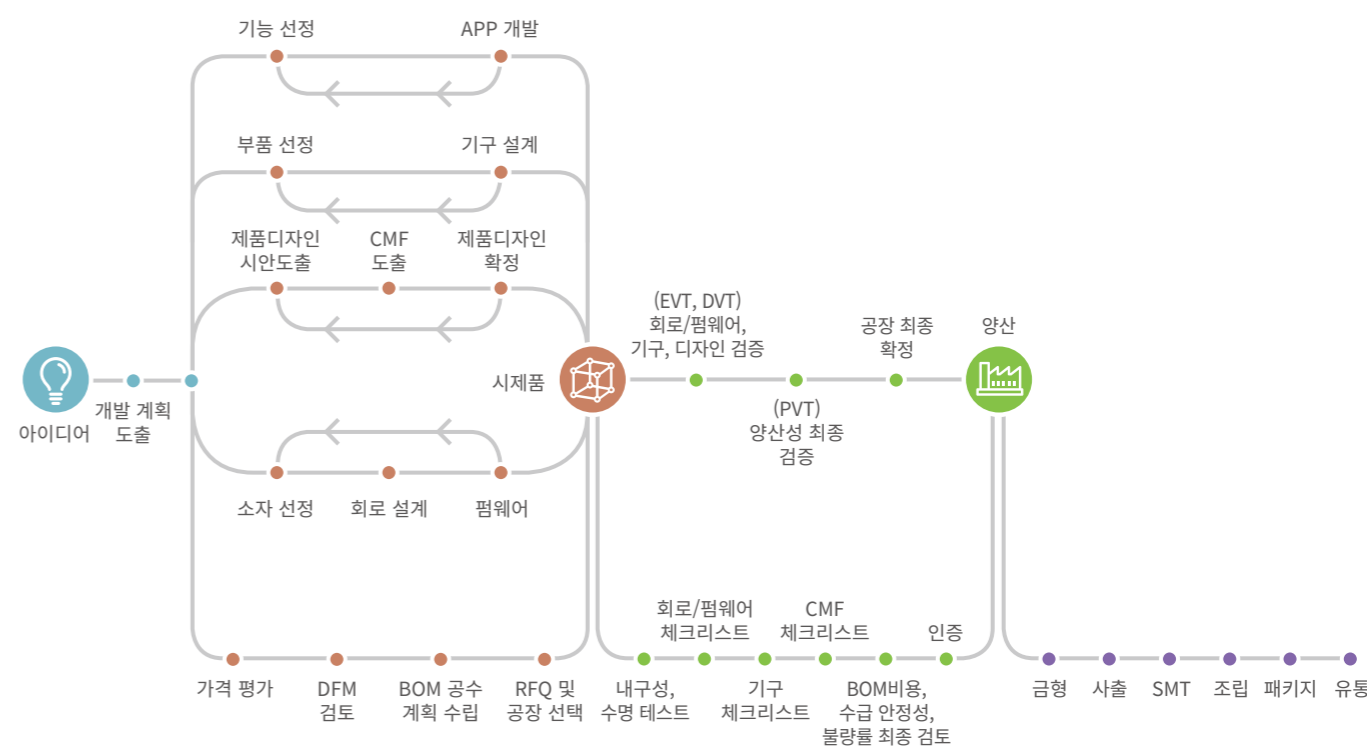 기능 선정
APP 개발
부품 선정
기구 설계
제품디자인
시안도출
CMF
도출
제품디자인
확정
아이디어
개발 계획
도출
시제품
소자 선정
회로 설계
펌웨어
(EVT, DVT)
회로/펌웨어,
기구, 디자인 검증
(PVT)
양산성 최종
검증
공장 최종
확정
양산
가격 평가
DFM
검토
BOM 공수
계획 수립
RFQ 및
공장 선택
내구성,
수명 테스트
회로/펌웨어
체크리스트
기구
체크리스트
CMF
체크리스트
BOM비용,
수급 안정성,
불량률 최종 검토
인증
금형
사출
SMT
조립
패키지
유통